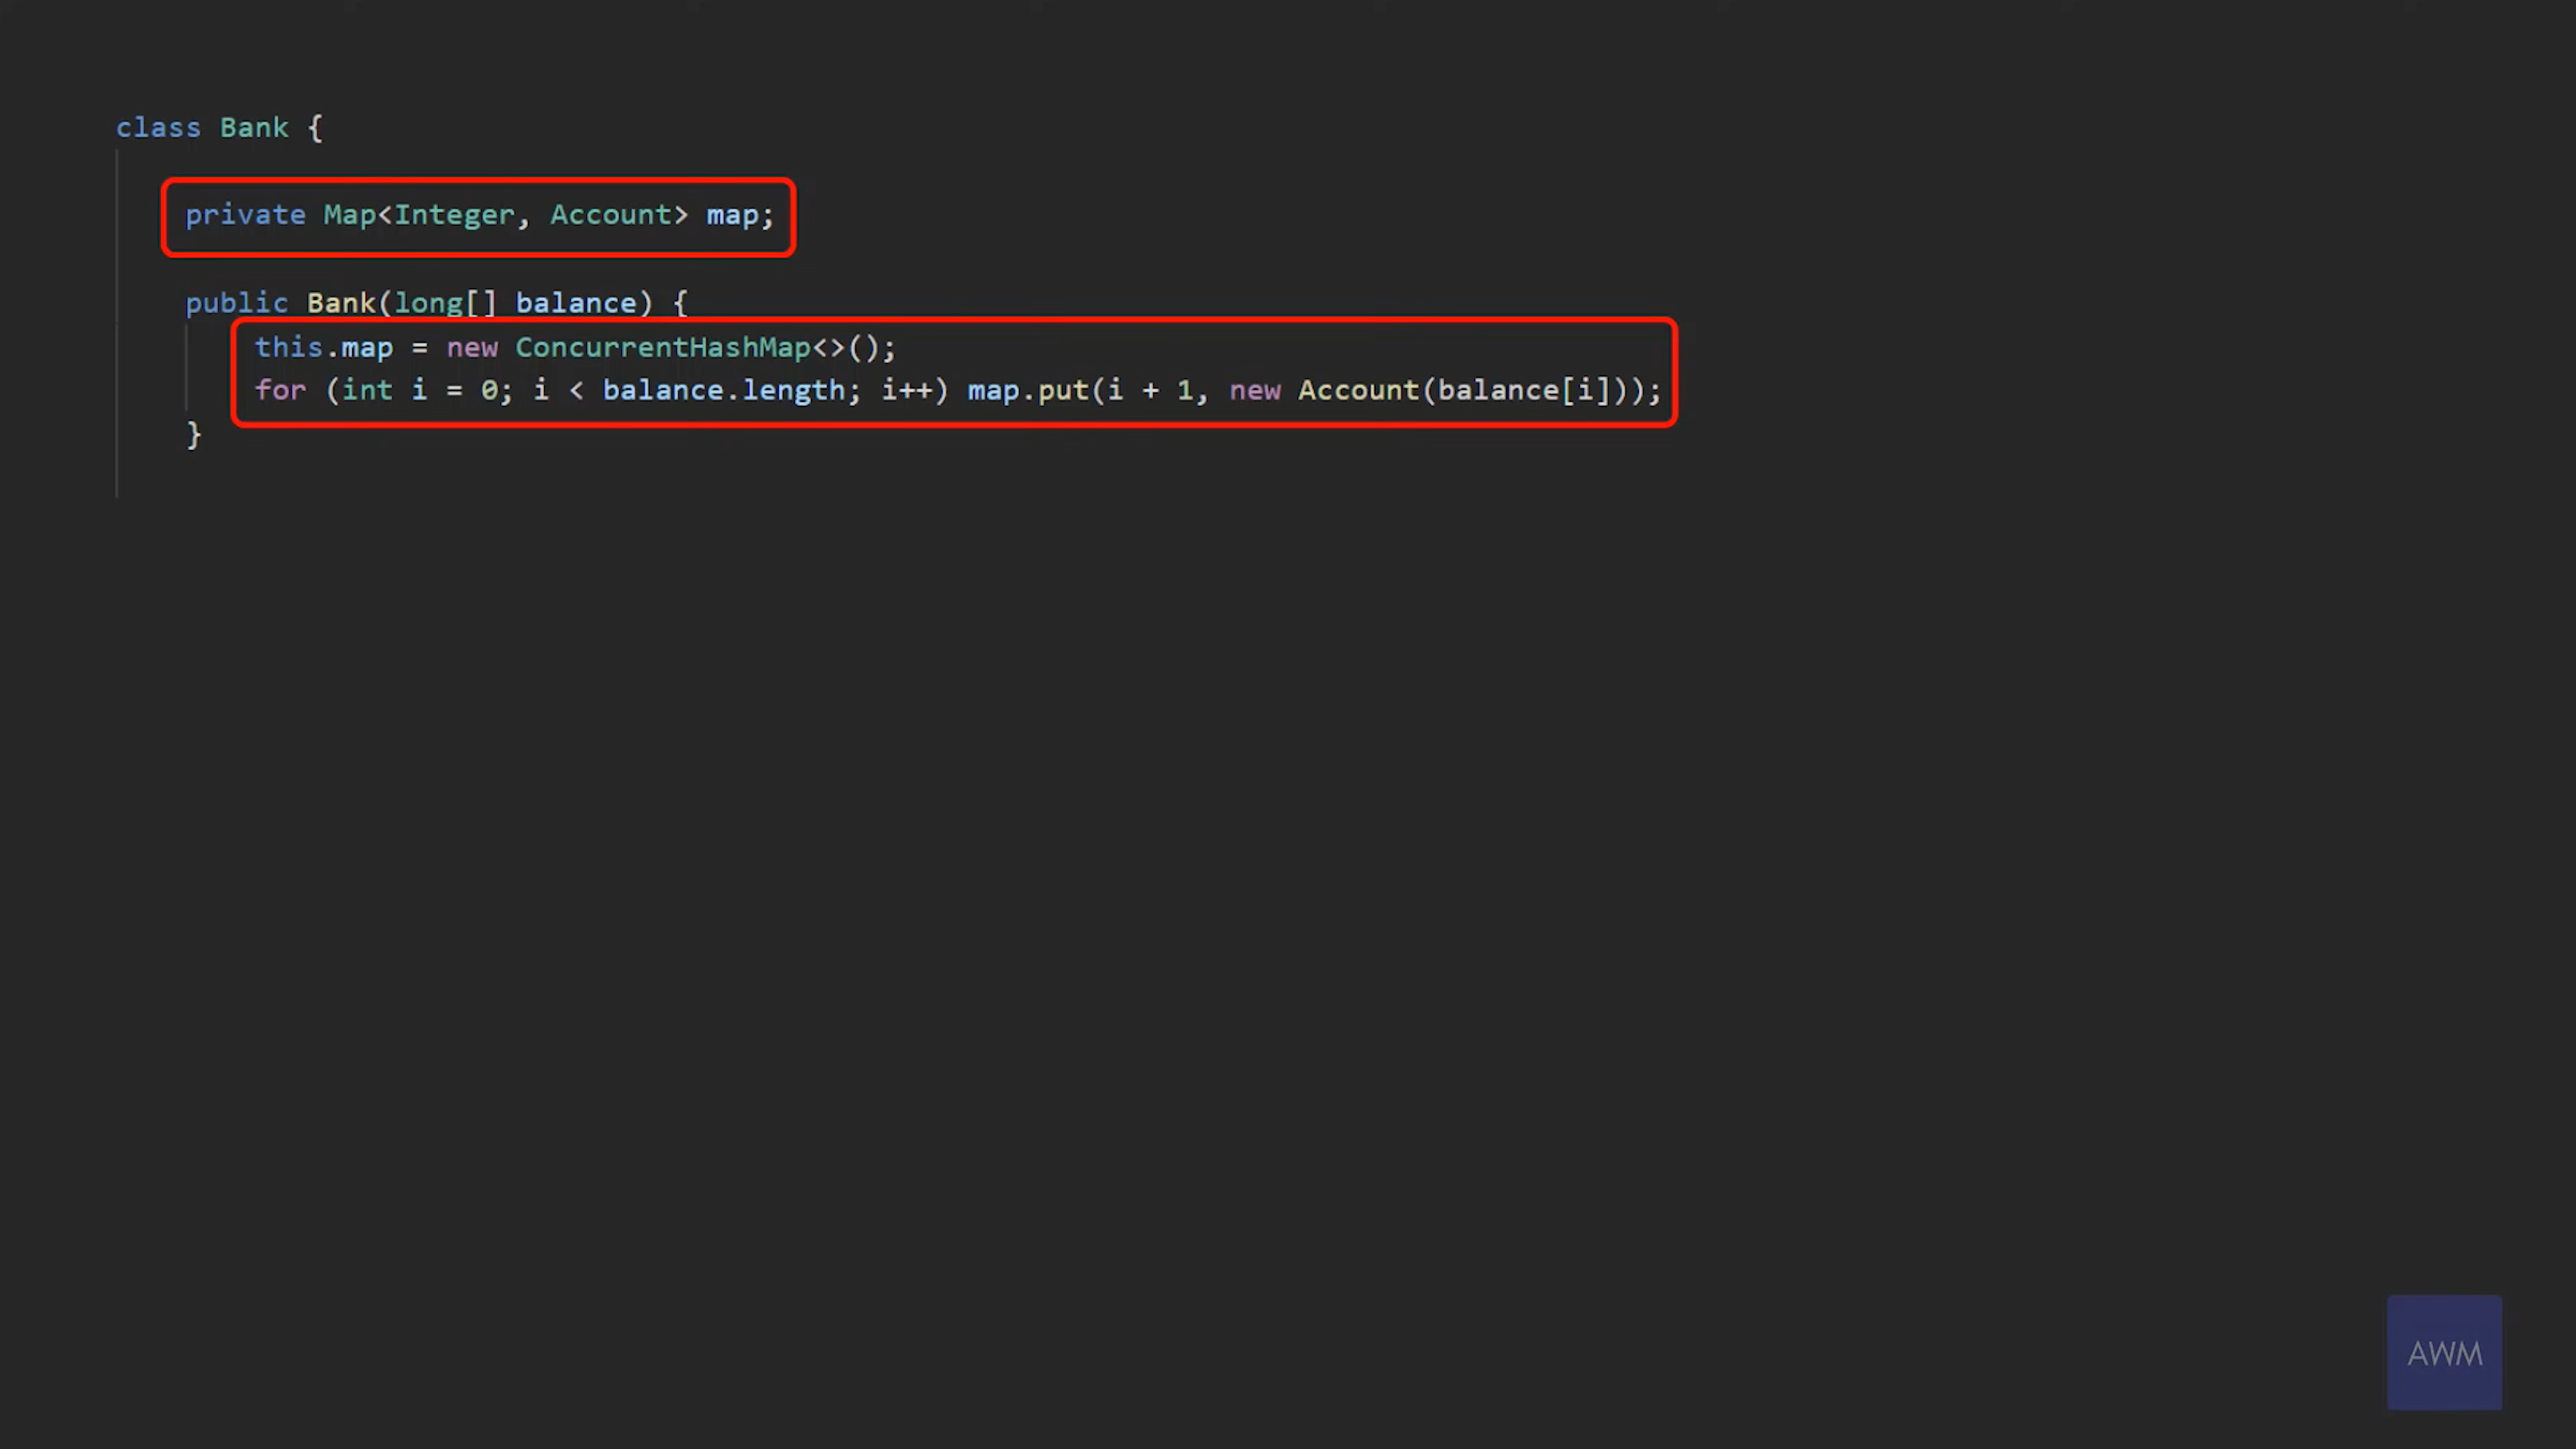 class Bank {
private Map<Integer, Account> map;
public Bank(long[] balance) {
this.map = new ConcurrentHashMap<>();
for (int i = 0; i < balance.length; i++) map.put(i + 1, new Account(balance[i]));
}
AWM